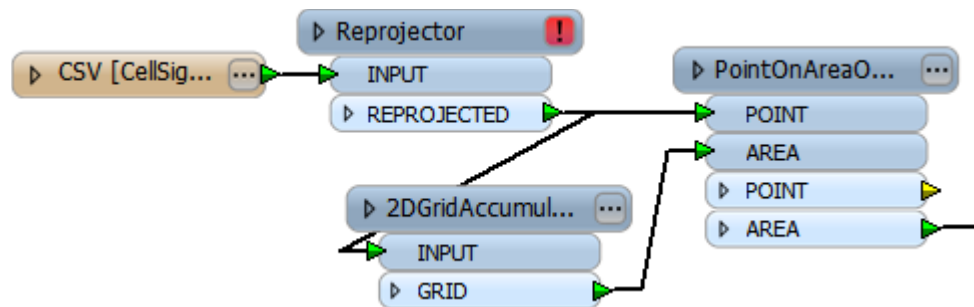 Reprojector
CSV [CellSig...
INPUT
REPROJECTED
PointOnAreaO...
POINT
AREA
POINT
AREA
2DGridAccumul...
INPUT
GRID